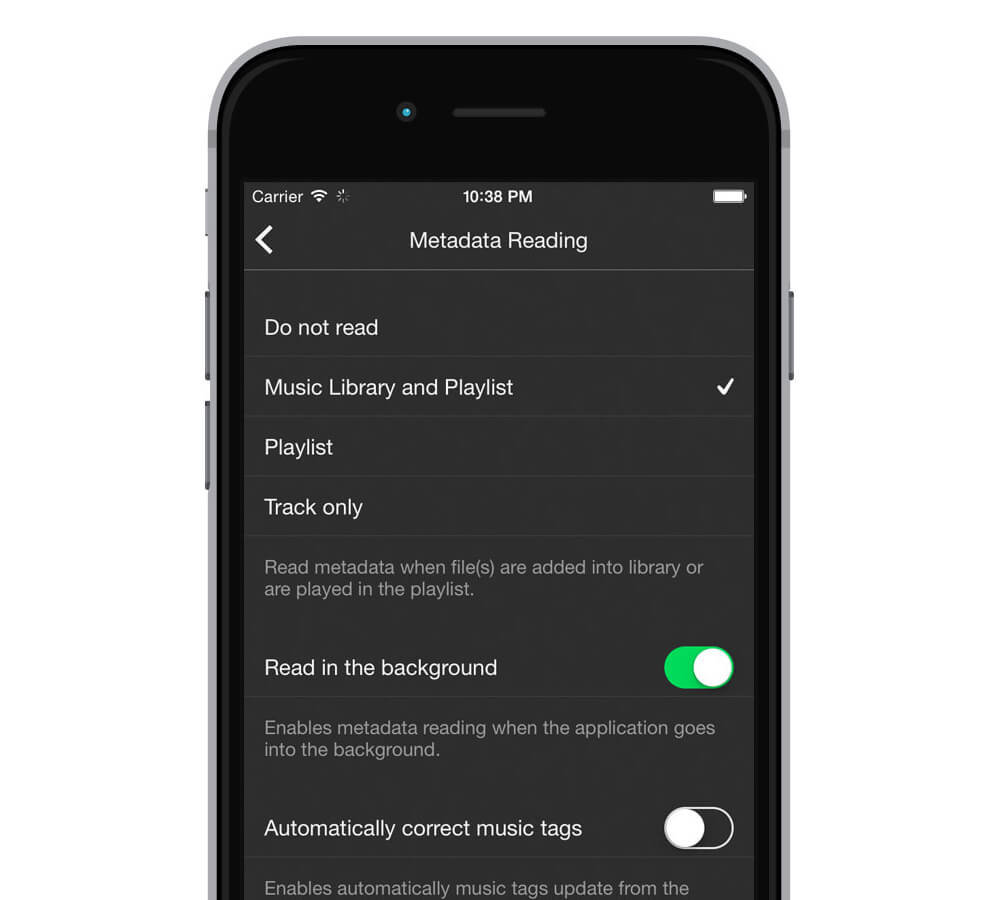 Carrier 10:38 PM
Metadata Reading
Do not read
Music Library and Playlist
Playlist
Track only
Read metadata when file(s) are added into library or
are played in the playlist.
Read in the background
Enables metadata reading when the application goes
into the background.
Automatically correct music tags
Enables automatically music tags update from the